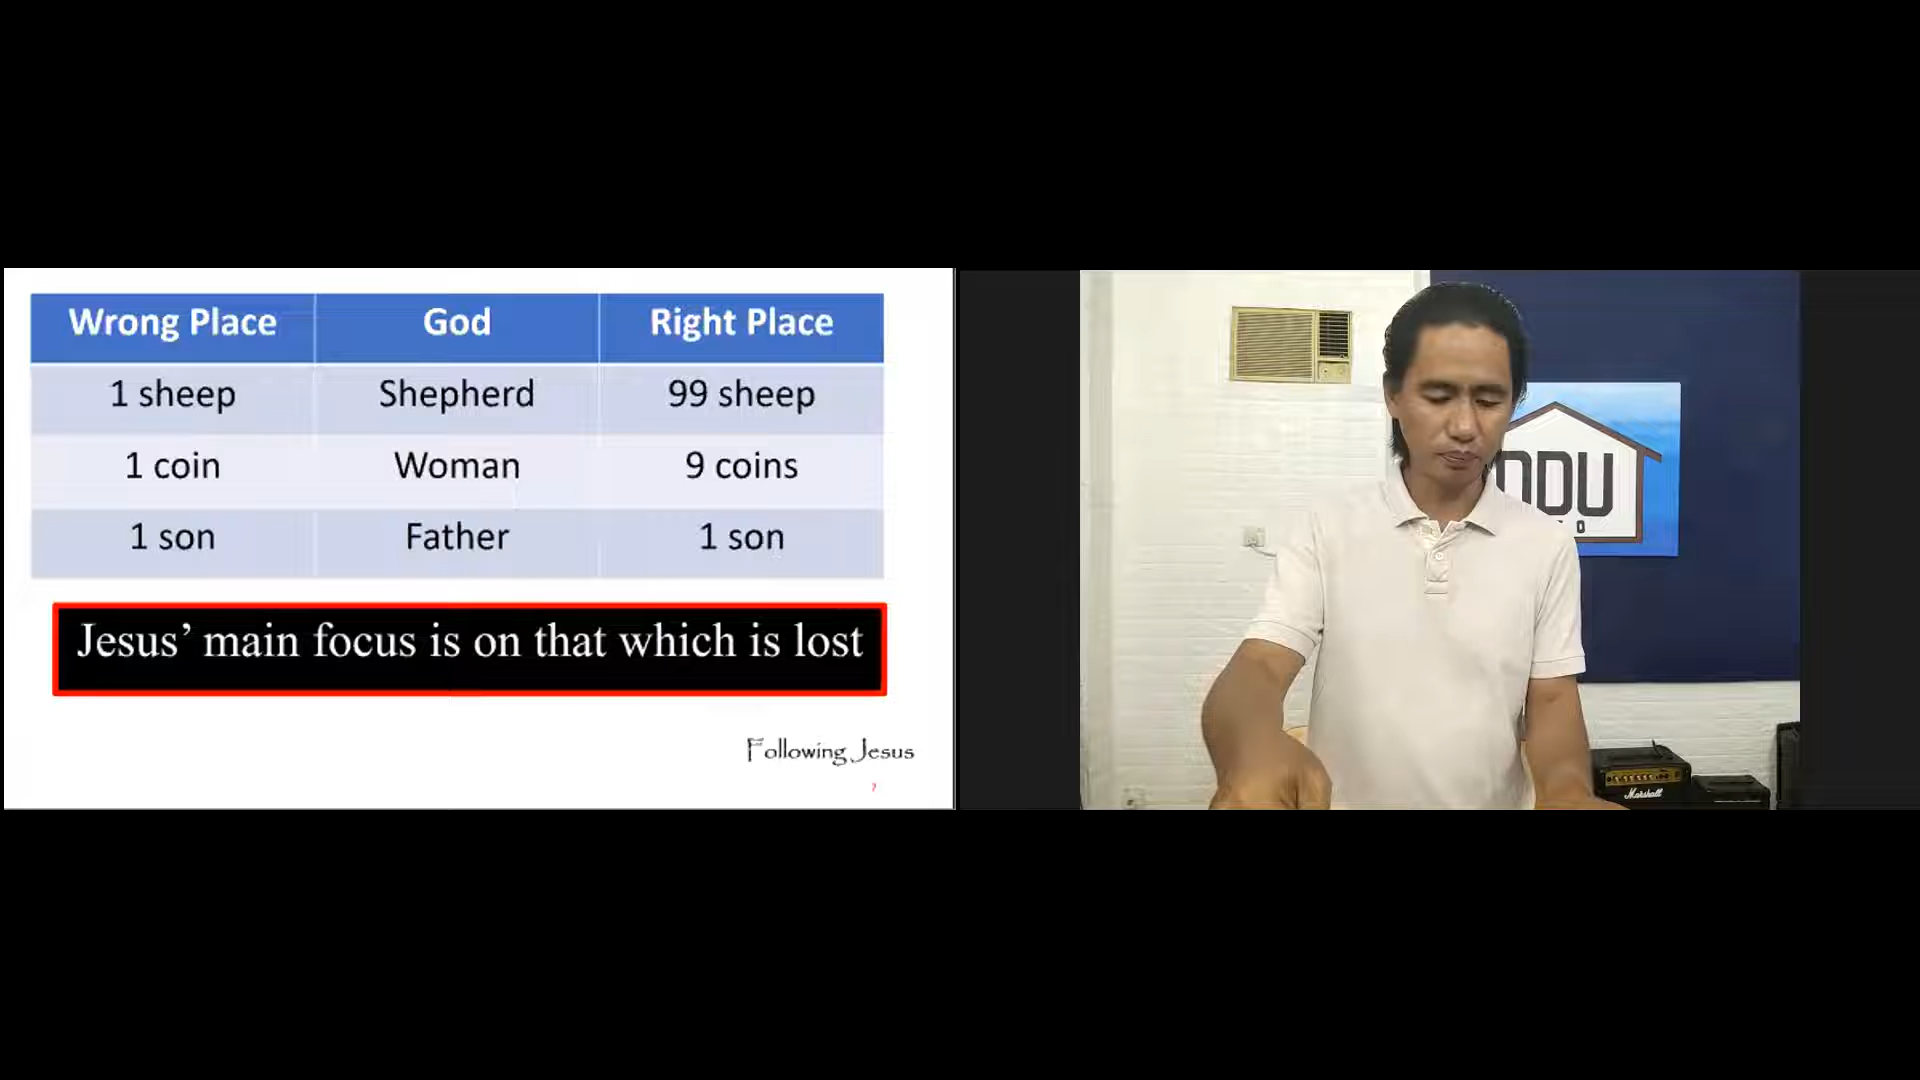 Wrong Place God Right Place
1 sheep Shepherd 99 sheep
1 coin Woman 9 coins
1 son Father 1 son
Jesus’ main focus is on that which is lost
Following Jesus
7
Marshall